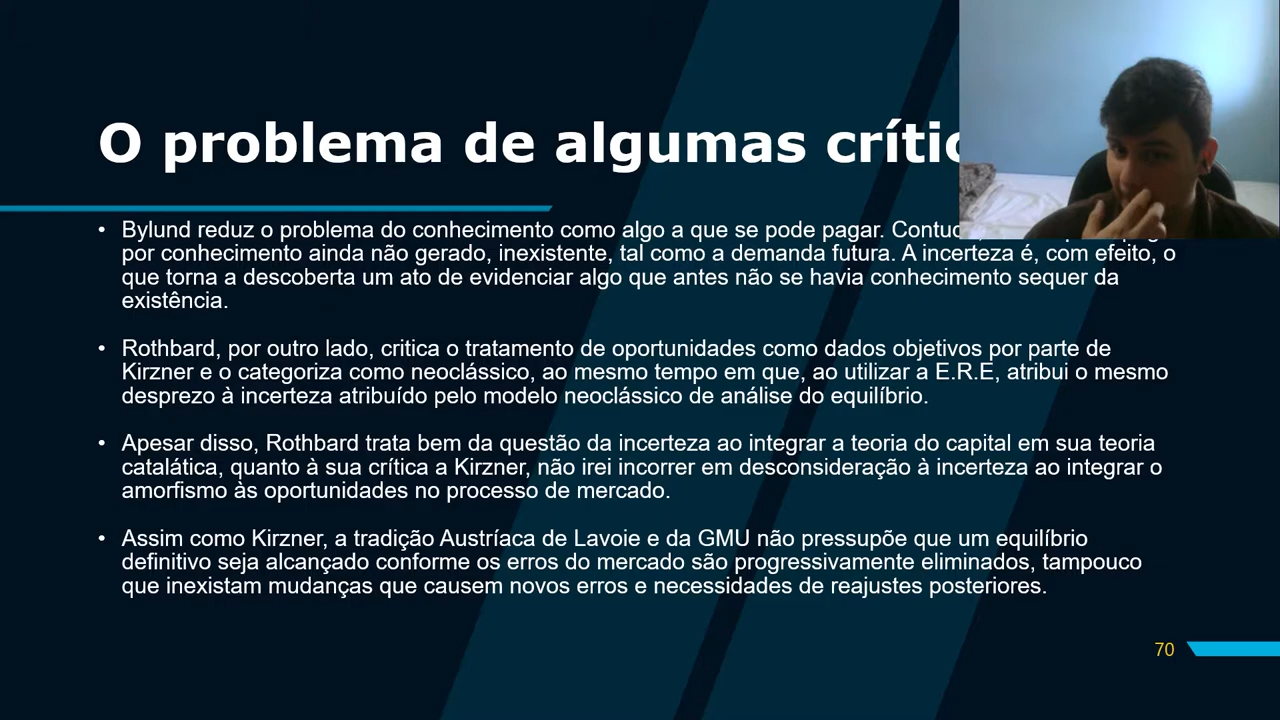 O problema de algumas
Bylund reduz o problema do conhecimento como algo a que se pode pagar.
por conhecimento ainda não gerado, inexistente, tal como a demanda futura. A incerteza é, com efeito, o
que torna a descoberta um ato de evidenciar algo que antes não se havia conhecimento sequer da
existência.
Rothbard, por outro lado, critica o tratamento de oportunidades como dados objetivos por parte de
Kirzner e o categoriza como neoclássico, ao mesmo tempo em que, ao utilizar a E.R.E, atribui o mesmo
desprezo à incerteza atribuído pelo modelo neoclássico de análise do equilíbrio.
Apesar disso, Rothbard trata bem da questão da incerteza ao integrar a teoria do capital em sua teoria
catalática, quanto à sua crítica a Kirzner, não irei incorrer em desconsideração à incerteza ao integrar o
amorfismo às oportunidades no processo de mercado.
Assim como Kirzner, a tradição Austríaca de Lavoie e da GMU não pressupõe que um equilíbrio
definitivo seja alcançado conforme os erros do mercado são progressivamente eliminados, tampouco
que inexistam mudanças que causem novos erros e necessidades de reajustes posteriores.
70